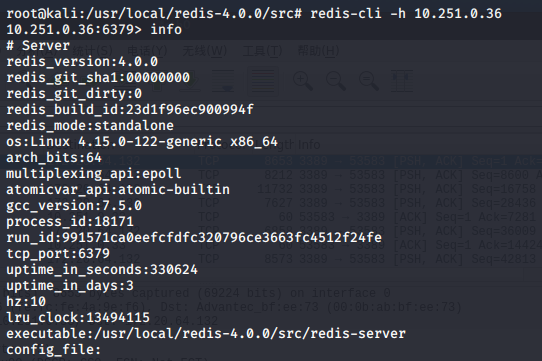 root@kali:/usr/local/redis-4.0.0/src# redis-cli -h 10.251.0.36
10.251.0.36:6379> info
# Server
redis_version:4.0.0
redis_git_sha1:00000000
redis_git_dirty:0
redis_build_id:23d1f96ec900994f
redis_mode:standalone
os:Linux 4.15.0-122-generic x86_64
arch_bits:64
multiplexing_api:epoll
atomicvar_api:atomic-builtin
gcc_version:7.5.0
process_id:18171
run_id:991571ca0eefcfdfc320796ce3663fc4512f24fe
tcp_port:6379
uptime_in_seconds:330624
uptime_in_days:3
hz:10
lru_clock:13494115
executable:/usr/local/redis-4.0.0/src/redis-server
config_file: